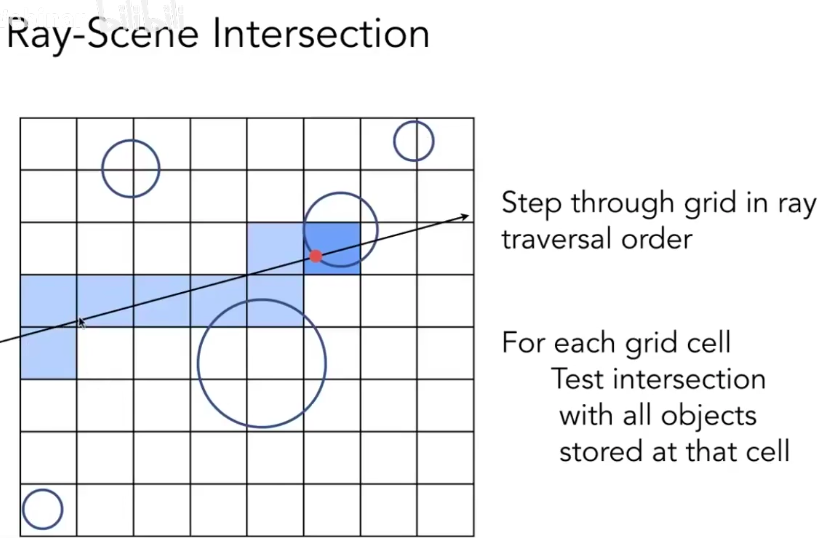 Ray-Scene Intersection
Step through grid in ray
traversal order
For each grid cell
Test intersection
with all objects
stored at that cell